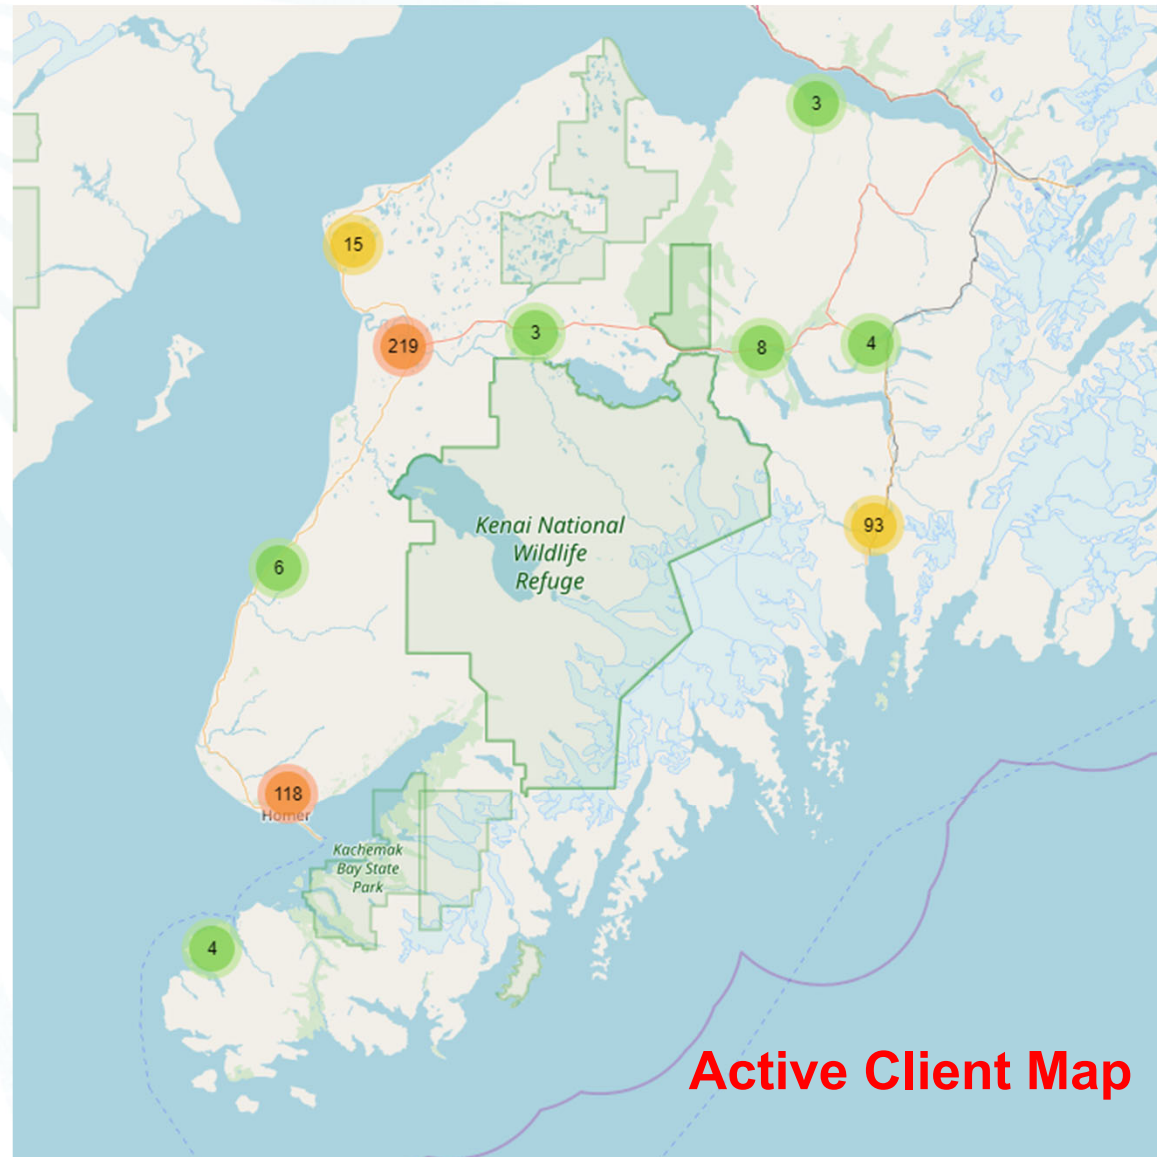 3
15
3
219
8
4
Kenai National
Wildlife
Refuge
93
6
118
Homer
Kachemak
Bay State
Park
4
Active Client Map